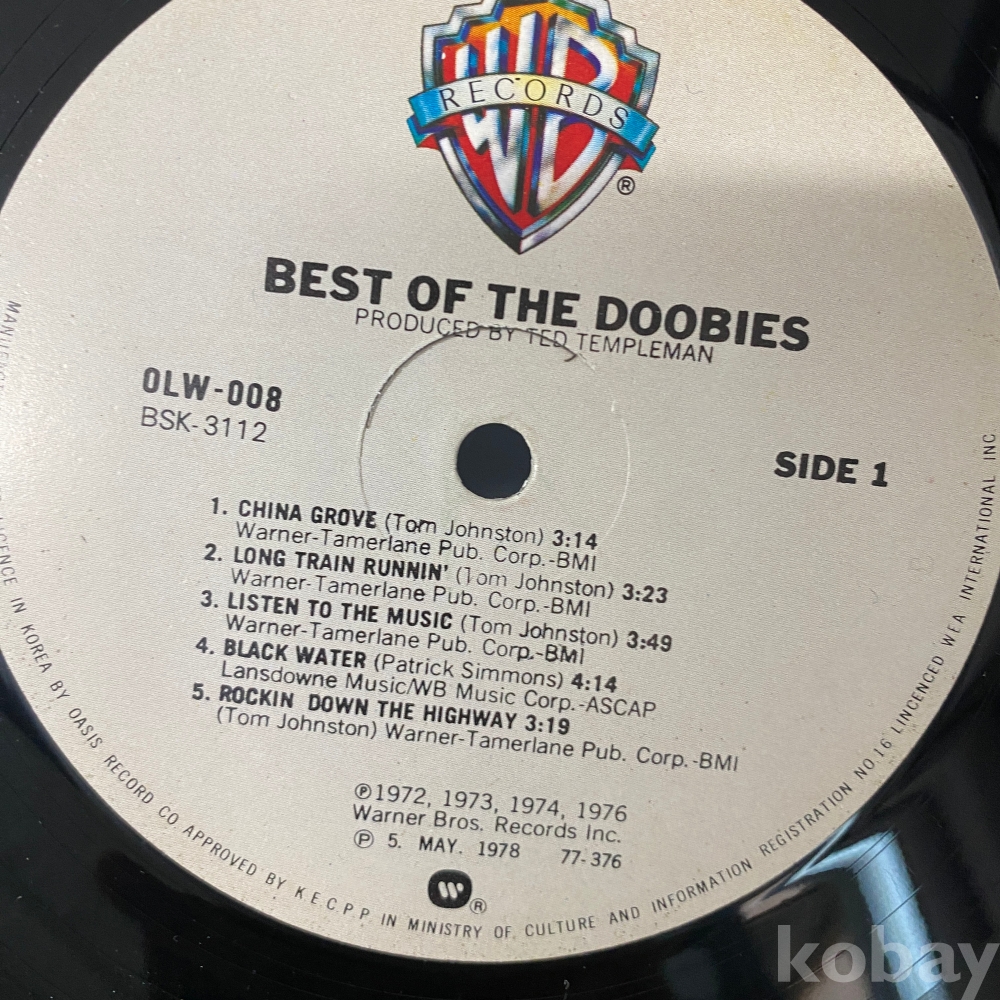 WB
RECORDS
®
BEST OF THE DOOBIES
PRODUCED BY TED TEMPLEMAN
OLW-008
BSK-3112
SIDE 1
1. CHINA GROVE (Tom Johnston) 3:14
Warner-Tamerlane Pub. Corp.-BMI
2. LONG TRAIN RUNNIN' (Tom Johnston) 3:23
Warner-Tamerlane Pub. Corp.-BMI
3. LISTEN TO THE MUSIC (Tom Johnston) 3:49
Warner-Tamerlane Pub. Corp.-BMI
4. BLACK WATER (Patrick Simmons) 4:14
Lansdowne Music/WB Music Corp.-ASCAP
5. ROCKIN DOWN THE HIGHWAY 3:19
(Tom Johnston) Warner-Tamerlane Pub. Corp.-BMI
℗1972, 1973, 1974, 1976
Warner Bros. Records Inc.
℗ 5. MAY. 1978 77-376
®
LICENCE IN KOREA BY OASIS RECORD CO APPROVED BY K.E.C.P.P. IN MINISTRY OF CULTURE AND INFORMATION REGISTRATION NO 16 LINCENCED WEA INTERNATIONAL INC
kobay